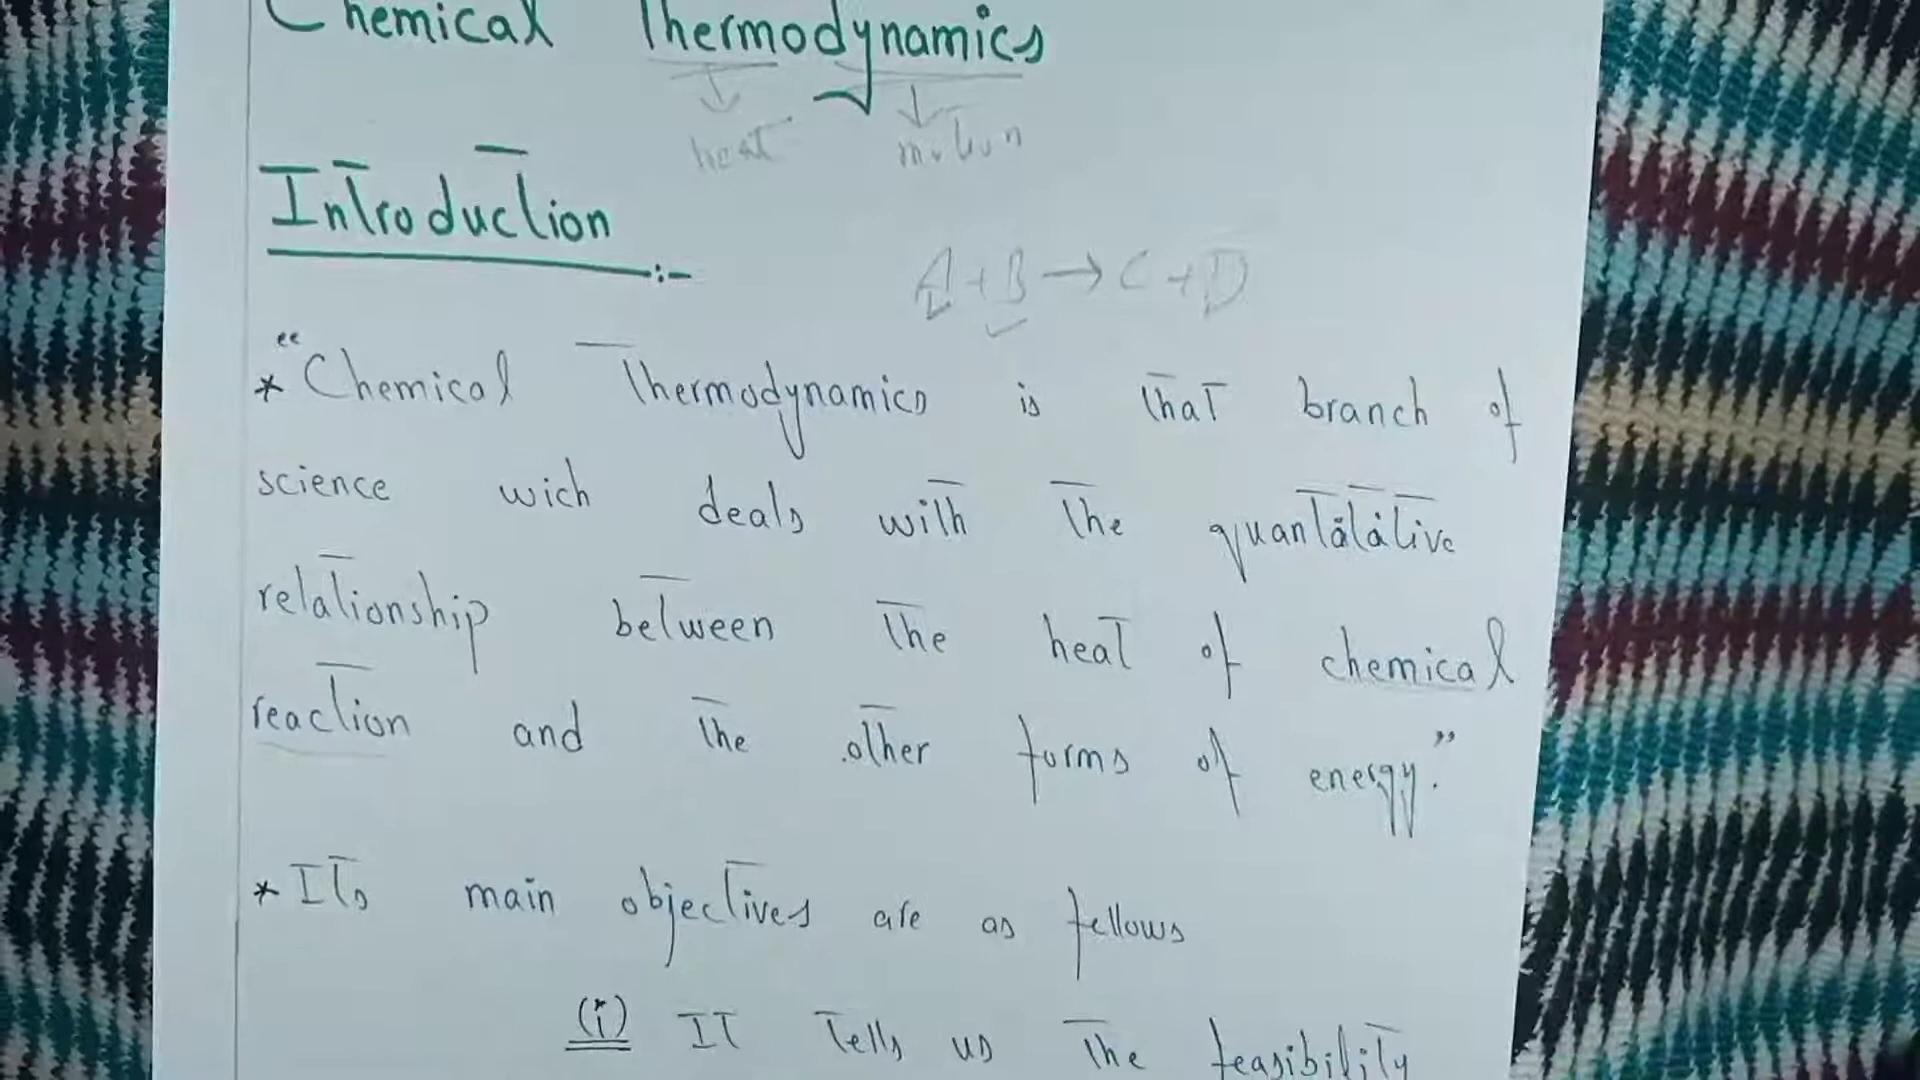 Chemical Thermodynamics
heat motion
Introduction :-
A + B → C + D
* "Chemical Thermodynamics is that branch of
science wich deals with the quantatative
relationship between the heat of chemical
reaction and the other forms of energy."
* Its main objectives are as fellows
(i) It tells us the feasibility